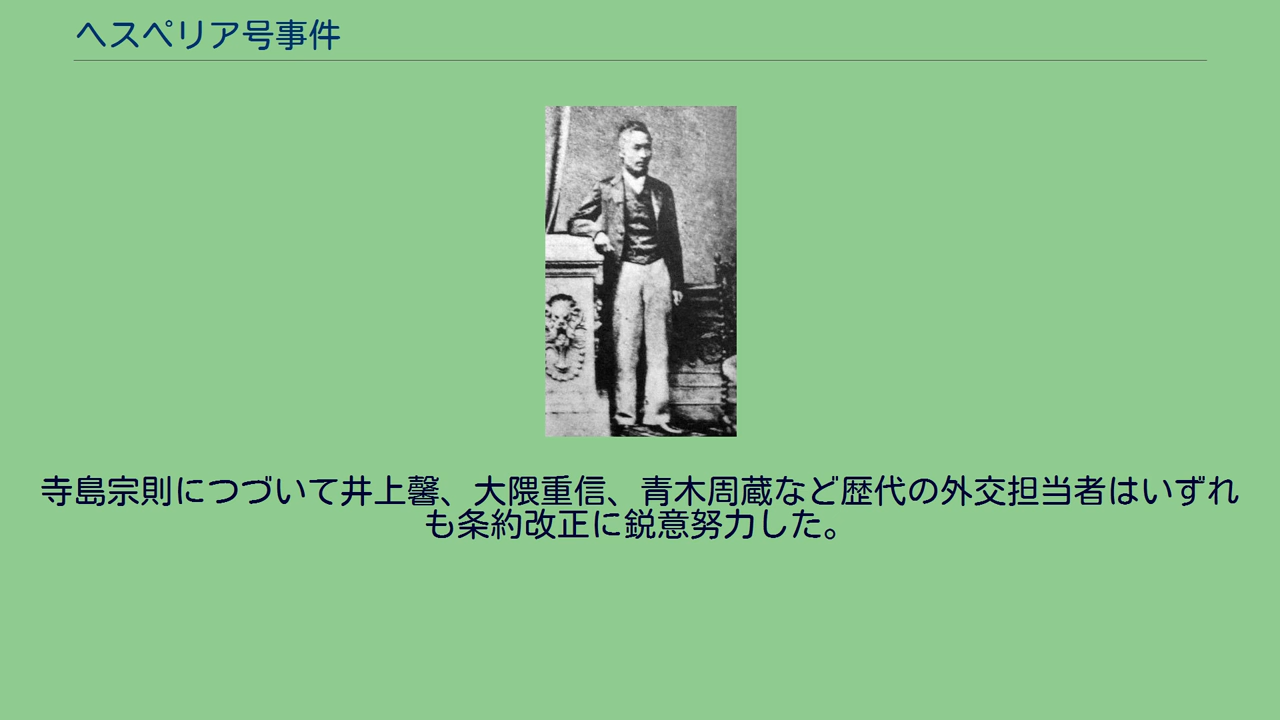 ヘスペリア号事件
寺島宗則につづいて井上馨、大隈重信、青木周蔵など歴代の外交担当者はいずれ
も条約改正に鋭意努力した。